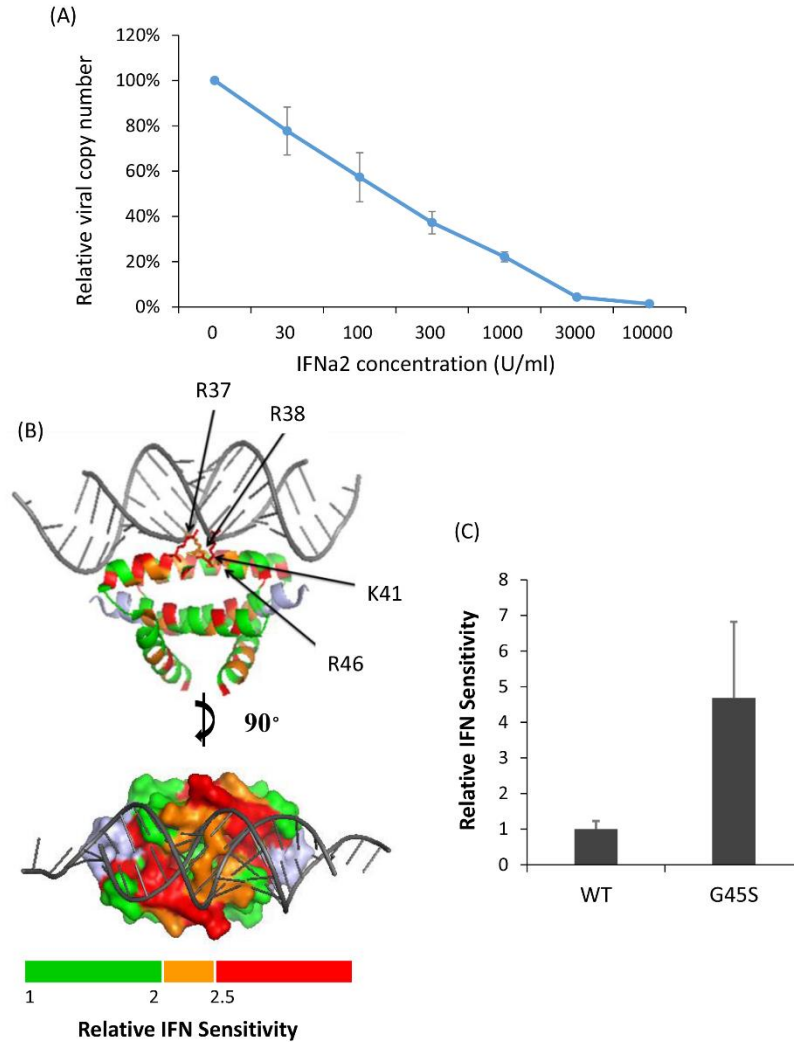 (A)
120%
100%
80%
60%
40%
20%
0%
Relative viral copy number
0 30 100 300 1000 3000 10000
IFNa2 concentration (U/ml)
(B)
R37
R38
K41
R46
90°
1 2 2.5
Relative IFN Sensitivity
(C)
8
7
6
5
4
3
2
1
0
Relative IFN Sensitivity
WT G45S